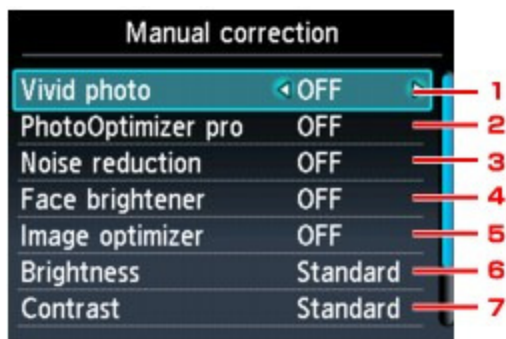 Manual correction
Vivid photo OFF 1
PhotoOptimizer pro OFF 2
Noise reduction OFF 3
Face brightener OFF 4
Image optimizer OFF 5
Brightness Standard 6
Contrast Standard 7